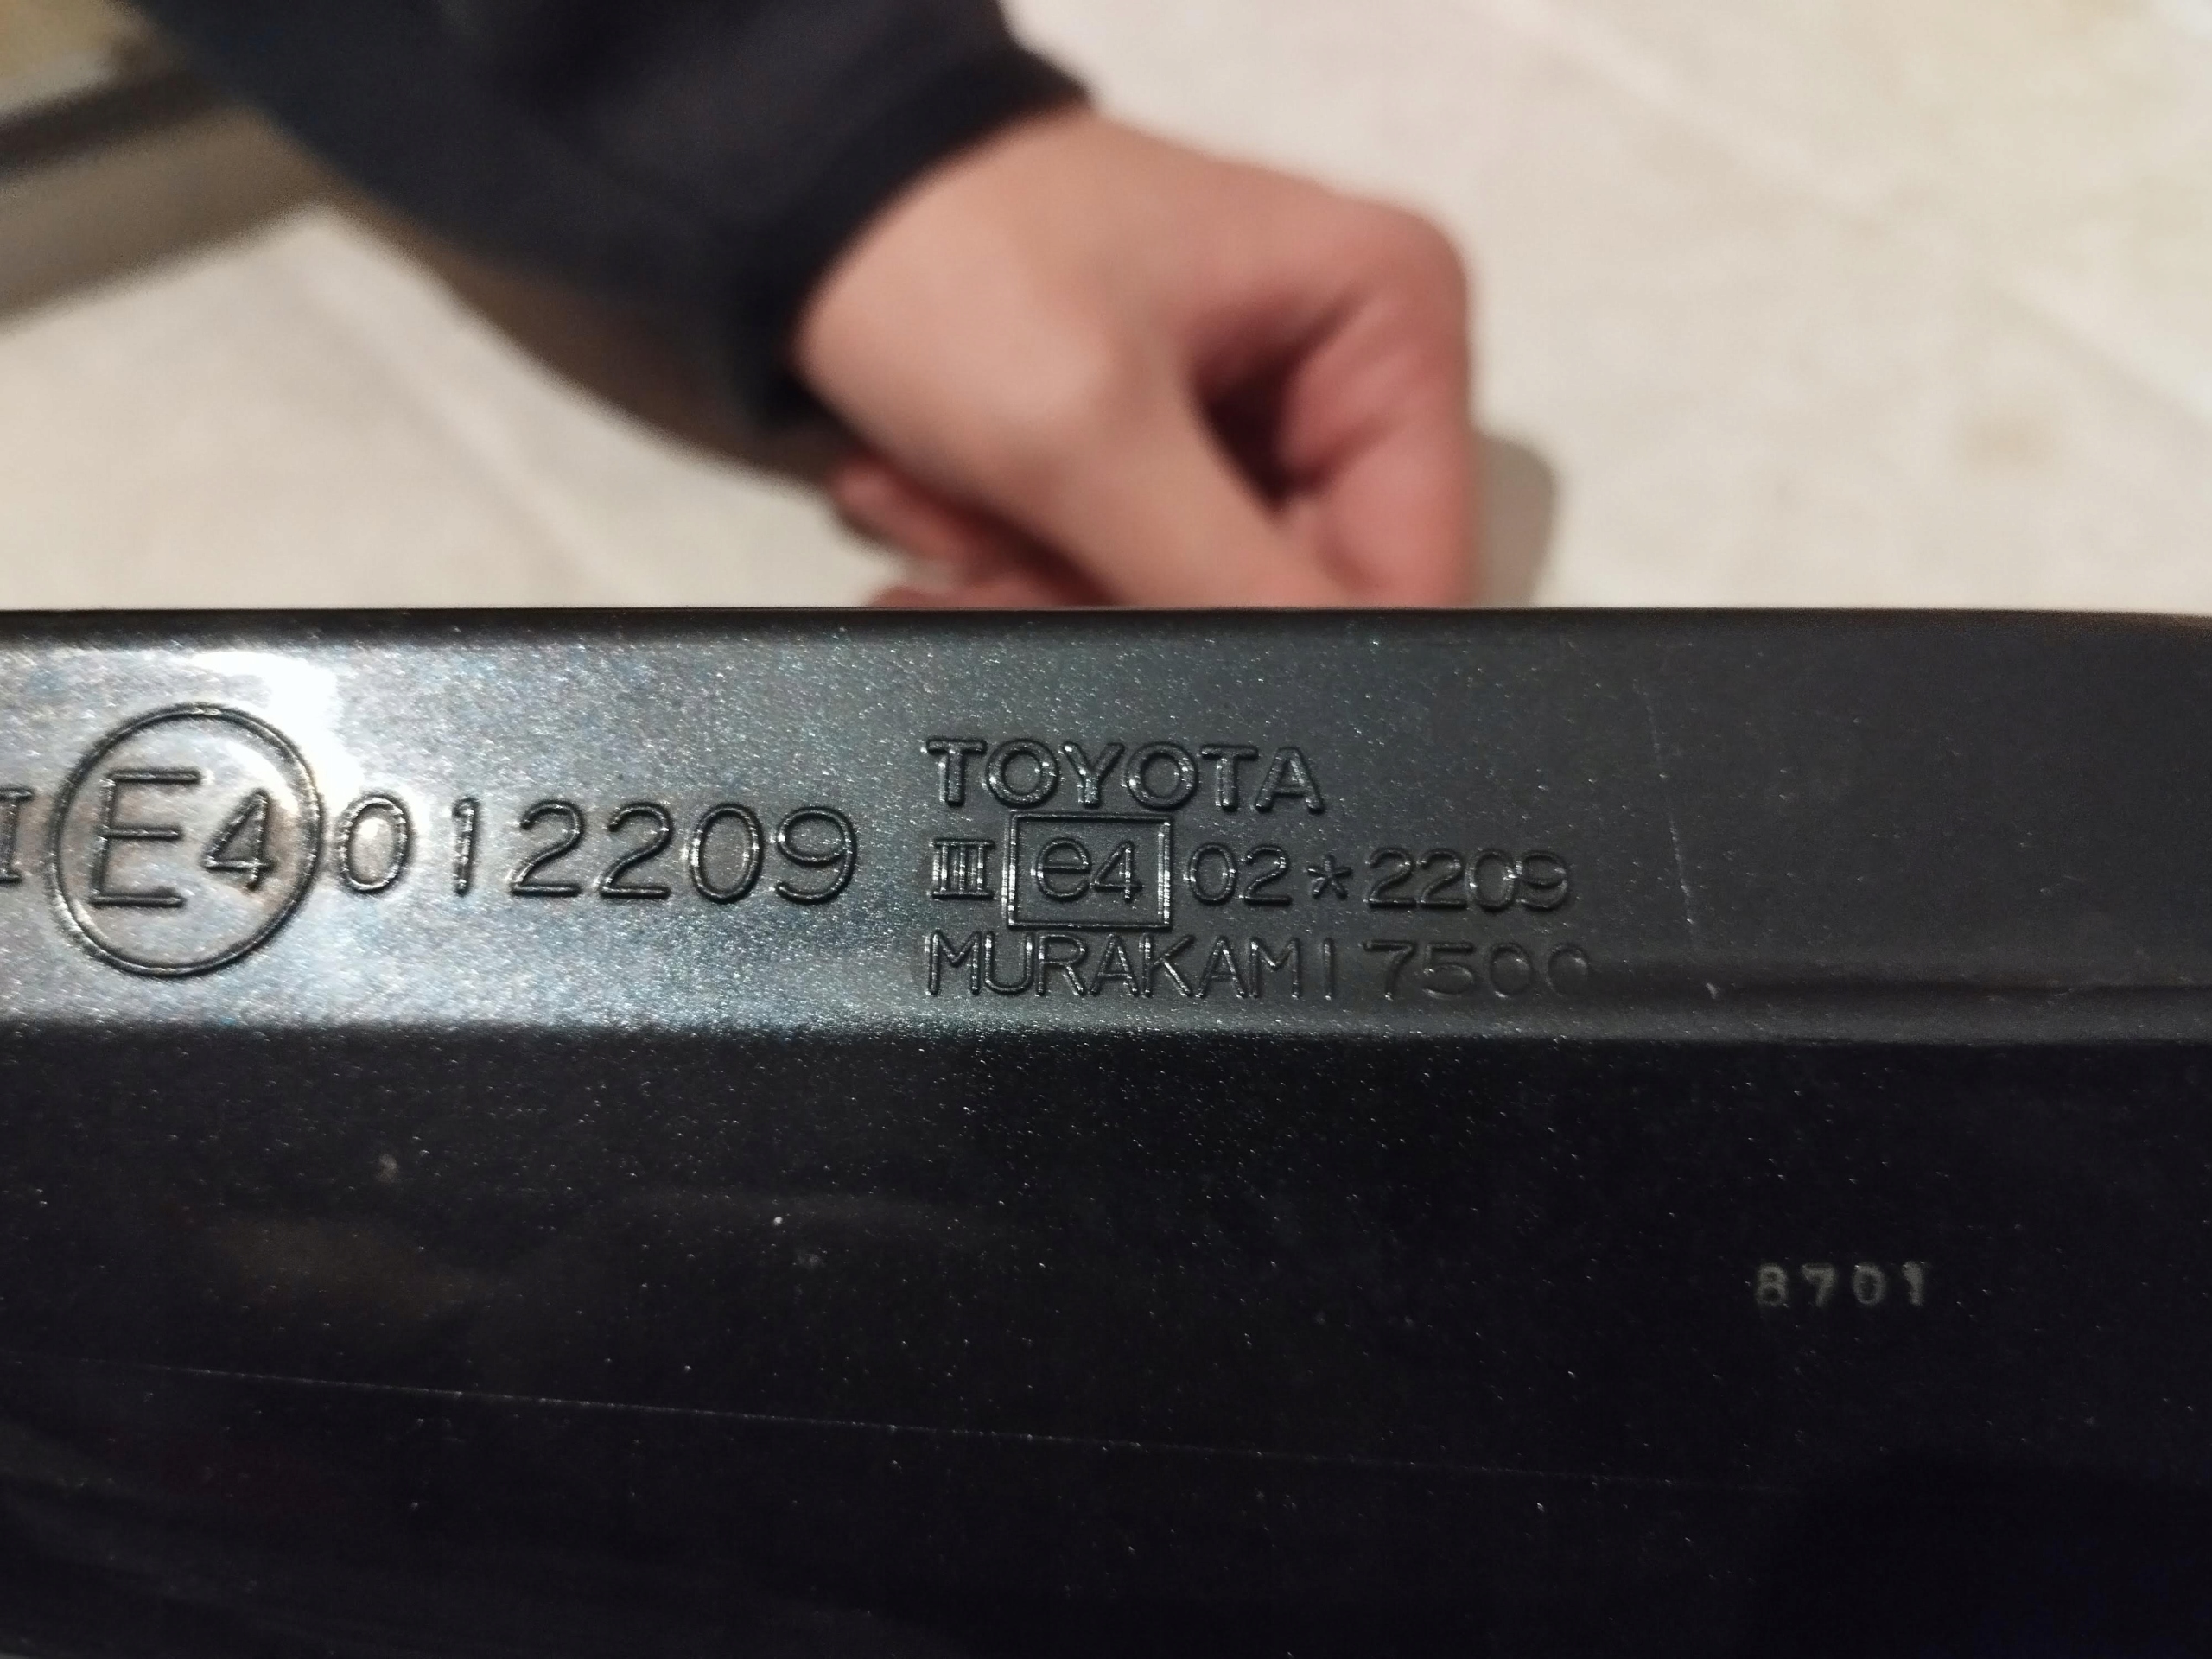 I E4 012209
TOYOTA
III e4 02*2209
MURAKAMI 7500
8701